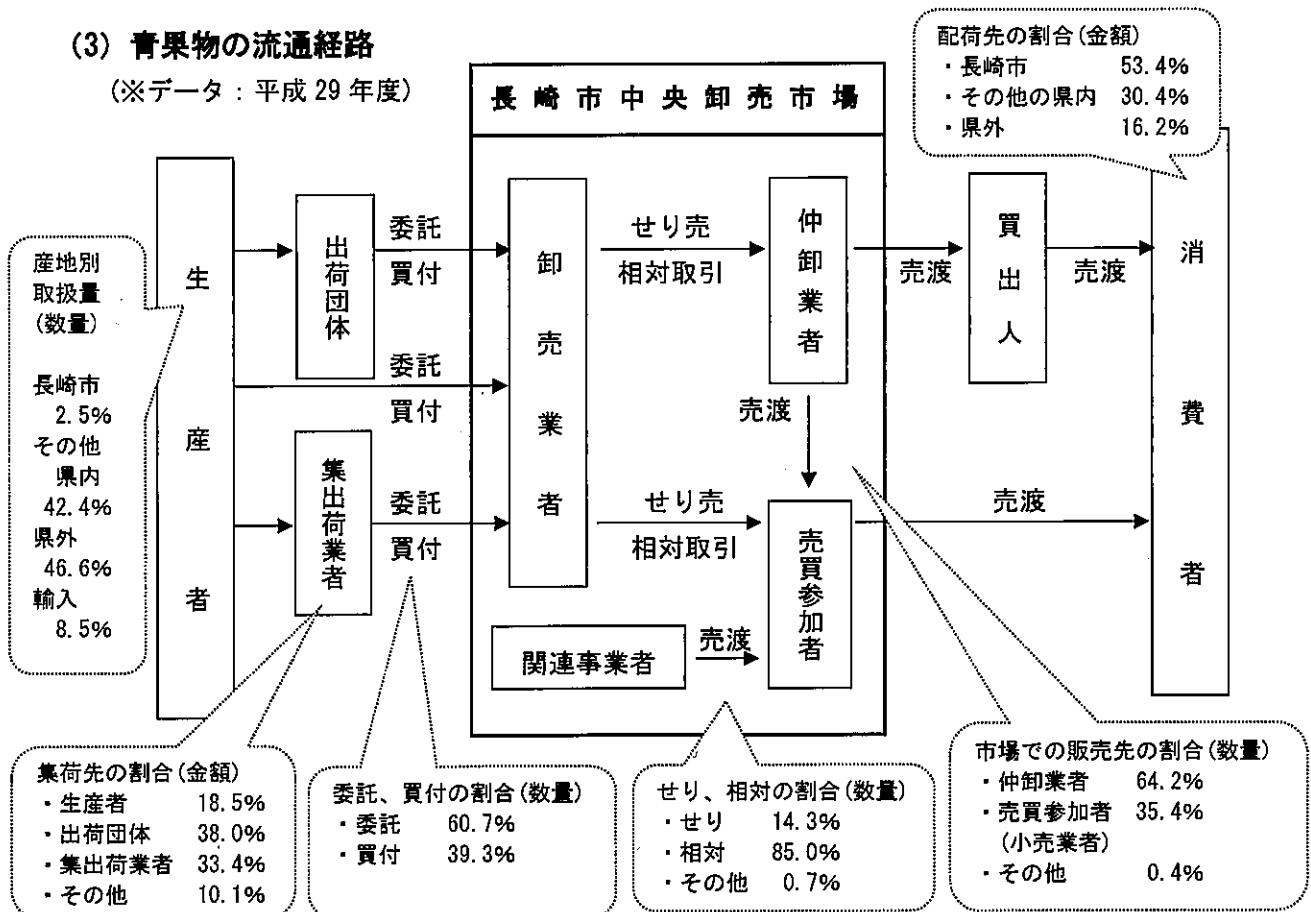 (3) 青果物の流通経路
(※データ：平成 29 年度)
長崎市中央卸売市場
配荷先の割合(金額)
・長崎市 53.4%
・その他の県内 30.4%
・県外 16.2%
産地別
取扱量
(数量)
長崎市
2.5%
その他
県内
42.4%
県外
46.6%
輸入
8.5%
生産者
出荷団体
集出荷業者
委託
買付
委託
買付
委託
買付
卸売業者
せり売
相対取引
せり売
相対取引
仲卸業者
売渡
売買参加者
関連事業者
売渡
売渡
買出人
売渡
売渡
消費者
集荷先の割合(金額)
・生産者 18.5%
・出荷団体 38.0%
・集出荷業者 33.4%
・その他 10.1%
委託、買付の割合(数量)
・委託 60.7%
・買付 39.3%
せり、相対の割合(数量)
・せり 14.3%
・相対 85.0%
・その他 0.7%
市場での販売先の割合(数量)
・仲卸業者 64.2%
・売買参加者 35.4%
(小売業者)
・その他 0.4%